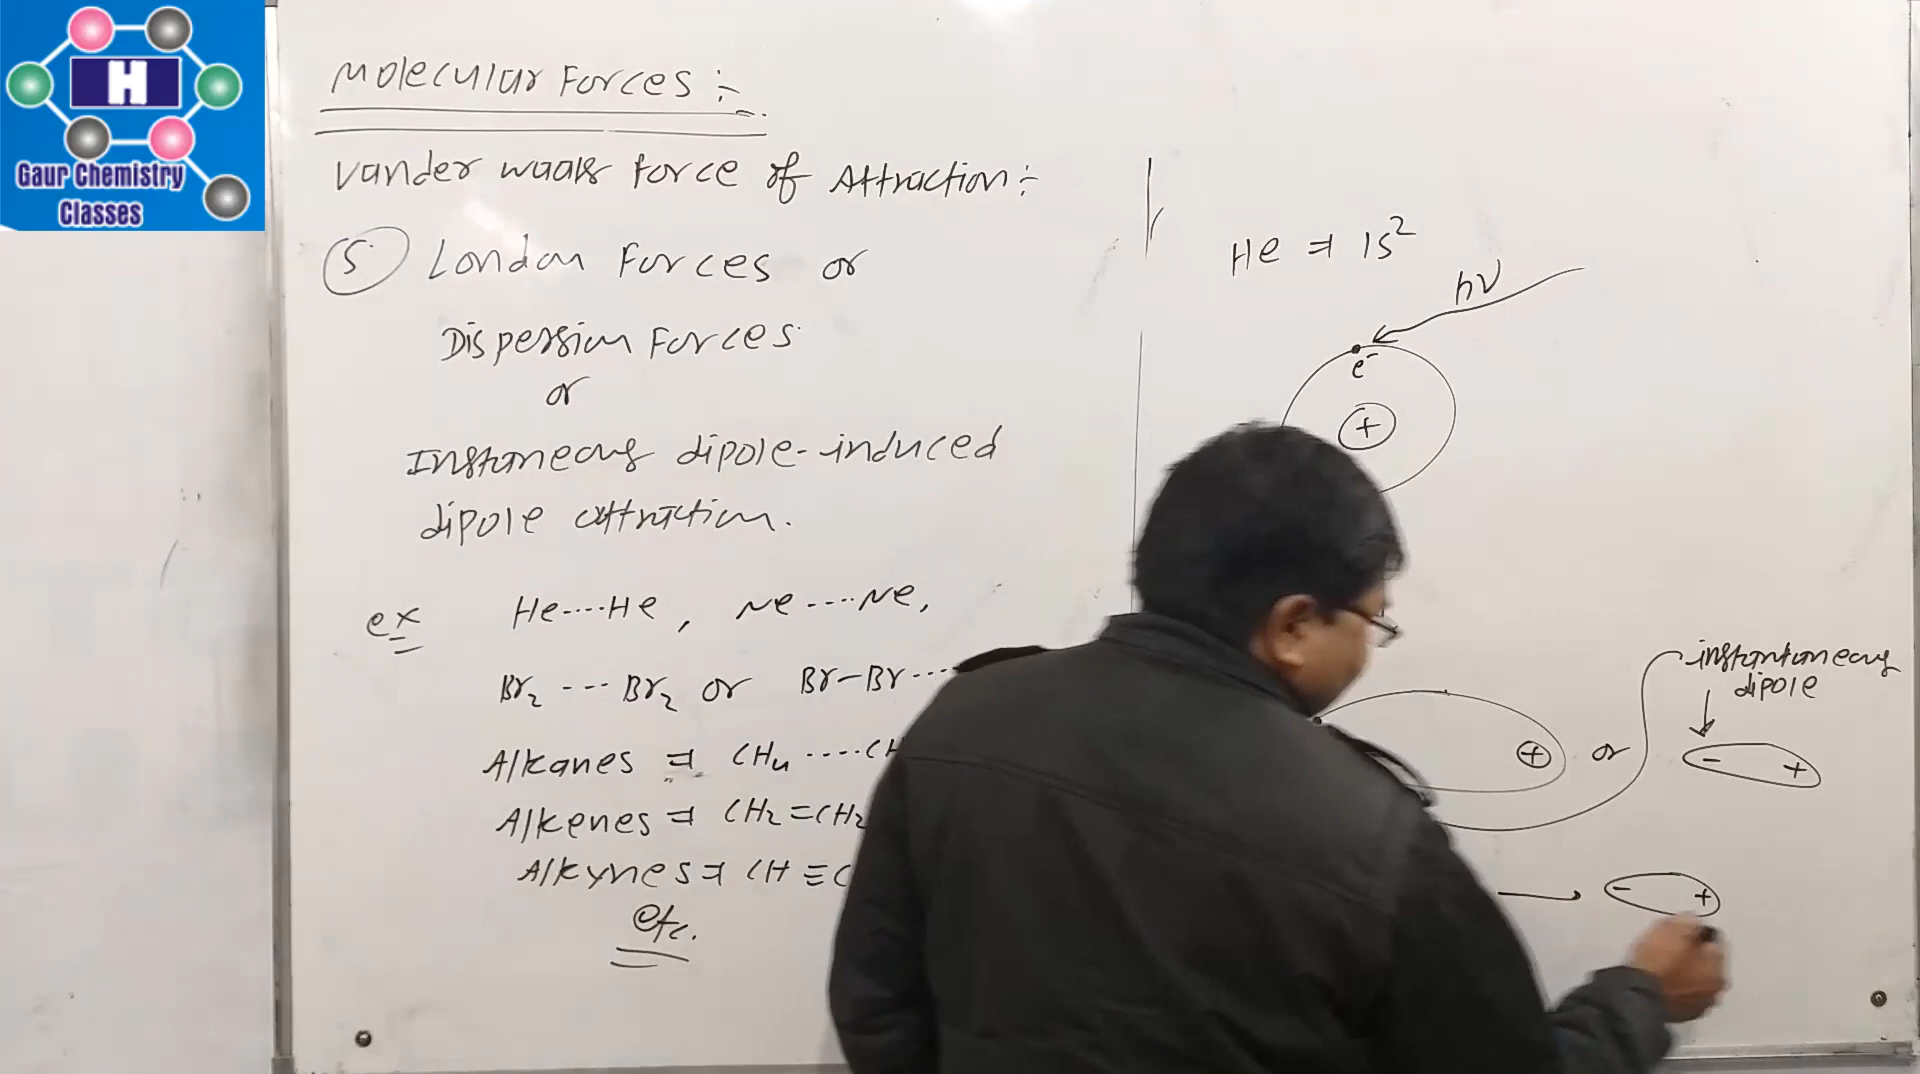 H
Gaur Chemistry
Classes
Molecular Forces :-
Vander waals Force of Attraction :-
5 London Forces or
Dispersion Forces
or
Instaneous dipole-induced
dipole attraction.
ex He----He , Ne----Ne,
Br2 --- Br2 or Br-Br---
Alkanes ⇒ CH4 ----CH
Alkenes ⇒ CH2=CH2
Alkynes ⇒ CH≡C
etc.
He ⇒ 1s²
hν
e⁻
+
instantaneous
dipole
+ or - +
- +